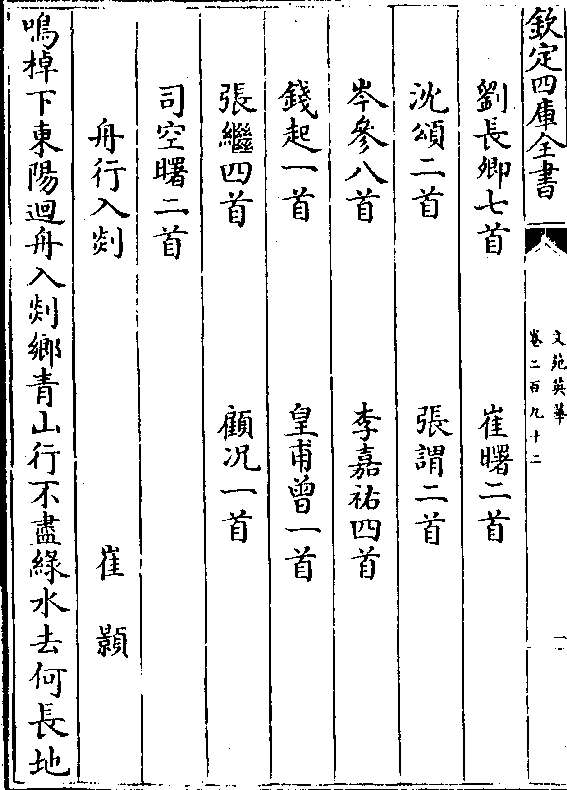 欽定四庫全書
文苑英華
卷二百九十二
一
劉長卿七首 崔曙二首
沈頌二首 張謂二首
岑參八首 李嘉祐四首
錢起一首 皇甫曾一首
張繼四首 顧况一首
司空曙二首
舟行入剡 崔顥
鳴棹下東陽迴舟入剡鄉青山行不盡綠水去何長地